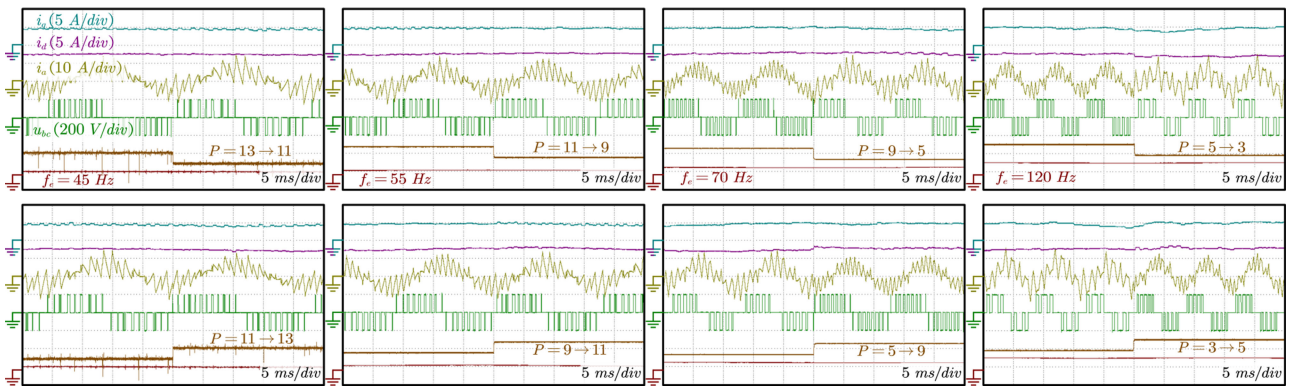 i_q (5 A/div)
i_d (5 A/div)
i_a (10 A/div)
u_bc (200 V/div)
P = 13 → 11
f_e = 45 Hz
5 ms/div
P = 11 → 9
f_e = 55 Hz
5 ms/div
P = 9 → 5
f_e = 70 Hz
5 ms/div
P = 5 → 3
f_e = 120 Hz
5 ms/div
P = 11 → 13
5 ms/div
P = 9 → 11
5 ms/div
P = 5 → 9
5 ms/div
P = 3 → 5
5 ms/div